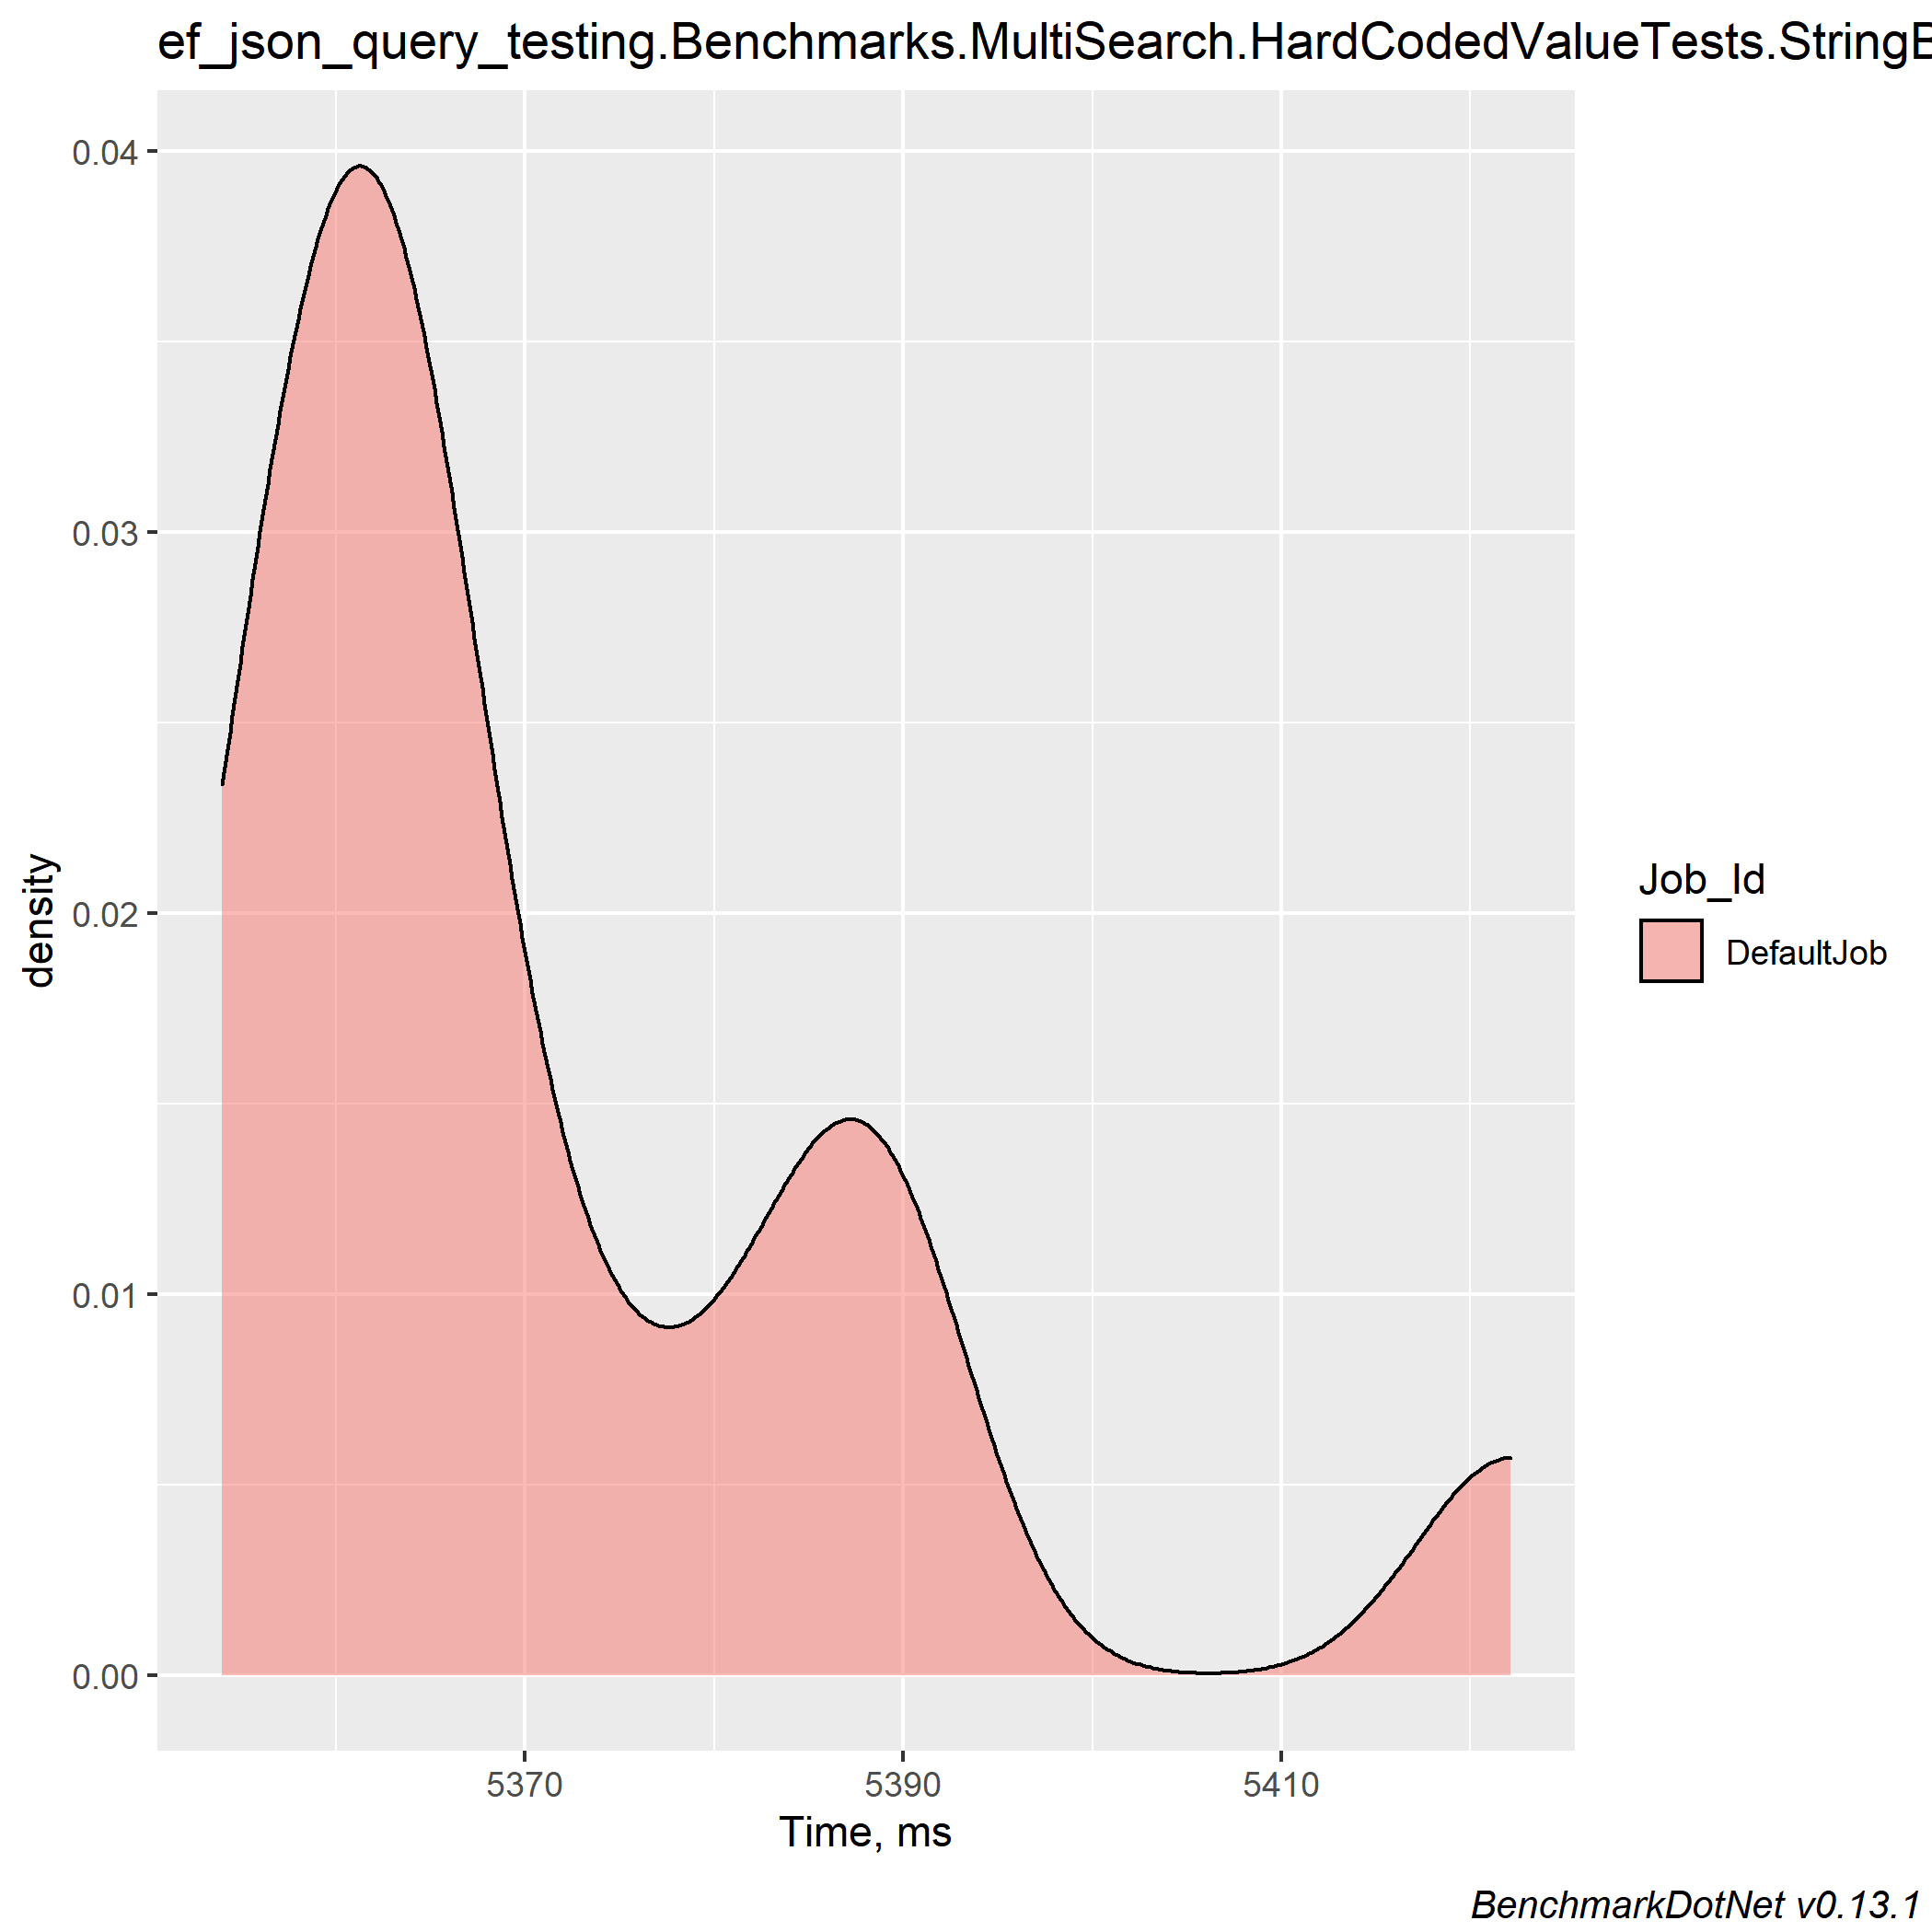 ef_json_query_testing.Benchmarks.MultiSearch.HardCodedValueTests.StringB
0.04
0.03
0.02
0.01
0.00
density
5370 5390 5410
Time, ms
Job_Id
DefaultJob
BenchmarkDotNet v0.13.1